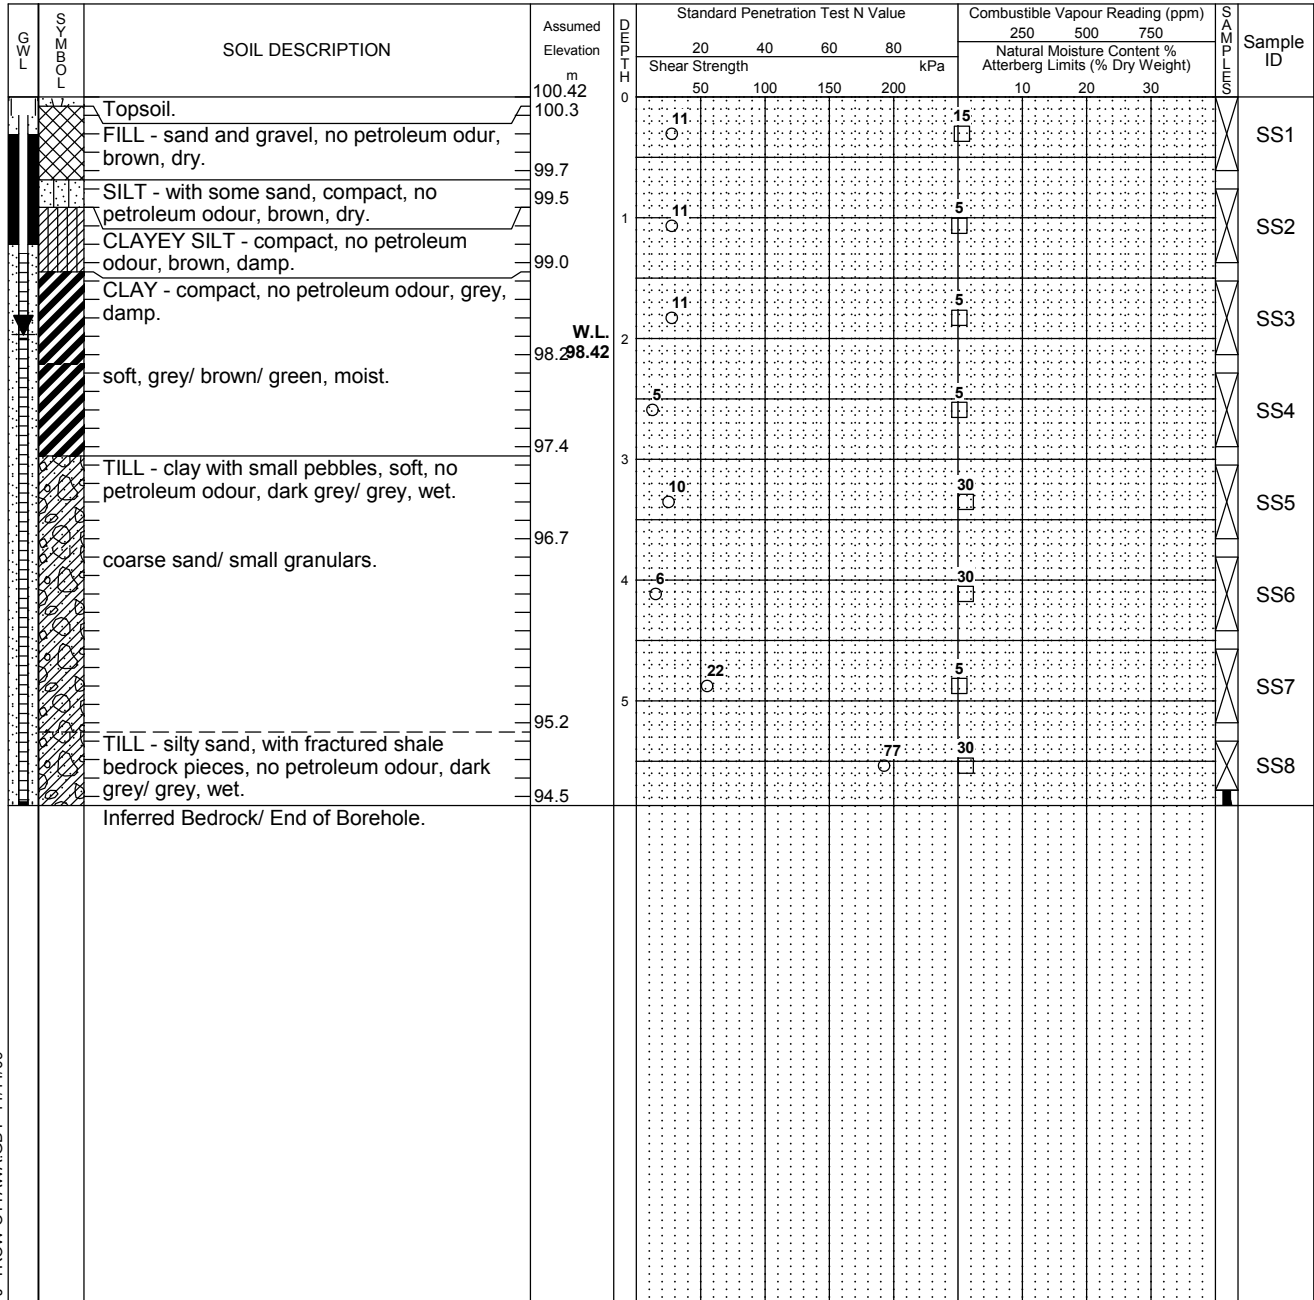 GWL
SYMBOL
SOIL DESCRIPTION
Assumed
Elevation
m
100.42
DEPTH
Standard Penetration Test N Value
20 40 60 80
Shear Strength kPa
50 100 150 200
Combustible Vapour Reading (ppm)
250 500 750
Natural Moisture Content %
Atterberg Limits (% Dry Weight)
10 20 30
SAMPLES
Sample
ID
0
Topsoil.
100.3
FILL - sand and gravel, no petroleum odur,
brown, dry.
99.7
11
15
SS1
SILT - with some sand, compact, no
petroleum odour, brown, dry.
99.5
CLAYEY SILT - compact, no petroleum
odour, brown, damp.
99.0
1
11
5
SS2
CLAY - compact, no petroleum odour, grey,
damp.
W.L.
98.42
98.2
11
5
SS3
2
soft, grey/ brown/ green, moist.
97.4
5
5
SS4
3
TILL - clay with small pebbles, soft, no
petroleum odour, dark grey/ grey, wet.
96.7
10
30
SS5
coarse sand/ small granulars.
4
6
30
SS6
22
5
SS7
95.2
5
TILL - silty sand, with fractured shale
bedrock pieces, no petroleum odour, dark
grey/ grey, wet.
94.5
77
30
SS8
Inferred Bedrock/ End of Borehole.